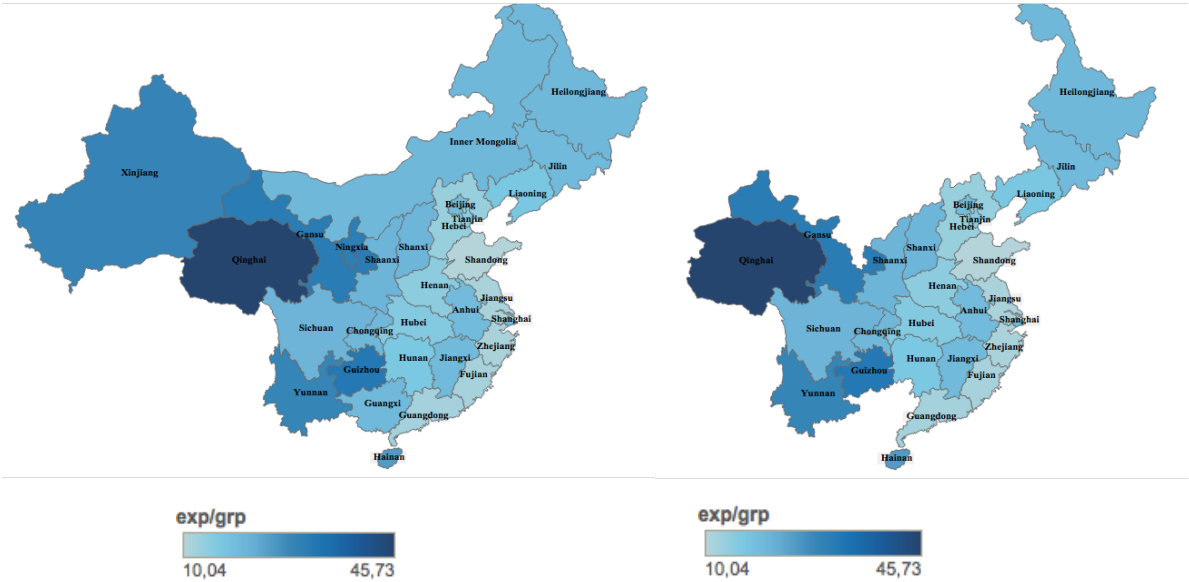 Heilongjiang
Inner Mongolia
Jilin
Xinjiang
Liaoning
Beijing
Tianjin
Hebei
Gansu
Ningxia
Shanxi
Shaanxi
Qinghai
Shandong
Henan
Jiangsu
Anhui
Shanghai
Sichuan
Chongqing
Hubei
Zhejiang
Hunan
Jiangxi
Guizhou
Fujian
Yunnan
Guangxi
Guangdong
Hainan
exp/grp
10,04 45,73
Heilongjiang
Jilin
Liaoning
Beijing
Tianjin
Hebei
Gansu
Shanxi
Shaanxi
Qinghai
Shandong
Henan
Jiangsu
Anhui
Shanghai
Sichuan
Chongqing
Hubei
Zhejiang
Hunan
Jiangxi
Guizhou
Fujian
Yunnan
Guangdong
Hainan
exp/grp
10,04 45,73